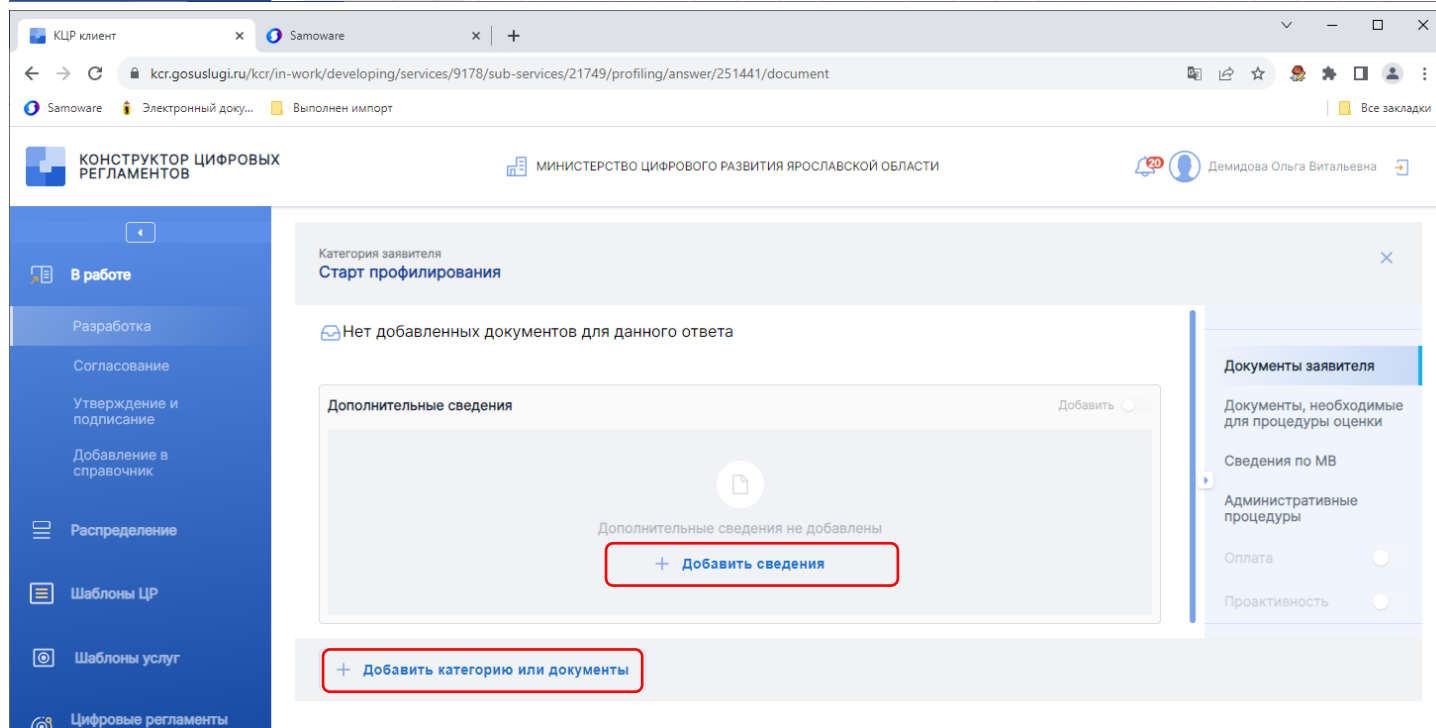 КЦР клиент
Samoware
kcr.gosuslugi.ru/kcr/in-work/developing/services/9178/sub-services/21749/profiling/answer/251441/document
Samoware
Электронный доку...
Выполнен импорт
Все закладки
КОНСТРУКТОР ЦИФРОВЫХ
РЕГЛАМЕНТОВ
МИНИСТЕРСТВО ЦИФРОВОГО РАЗВИТИЯ ЯРОСЛАВСКОЙ ОБЛАСТИ
20
Демидова Ольга Витальевна
В работе
Разработка
Согласование
Утверждение и
подписание
Добавление в
справочник
Распределение
Шаблоны ЦР
Шаблоны услуг
Цифровые регламенты
Категория заявителя
Старт профилирования
Нет добавленных документов для данного ответа
Дополнительные сведения
Добавить
Дополнительные сведения не добавлены
+ Добавить сведения
+ Добавить категорию или документы
Документы заявителя
Документы, необходимые
для процедуры оценки
Сведения по МВ
Административные
процедуры
Оплата
Проактивность